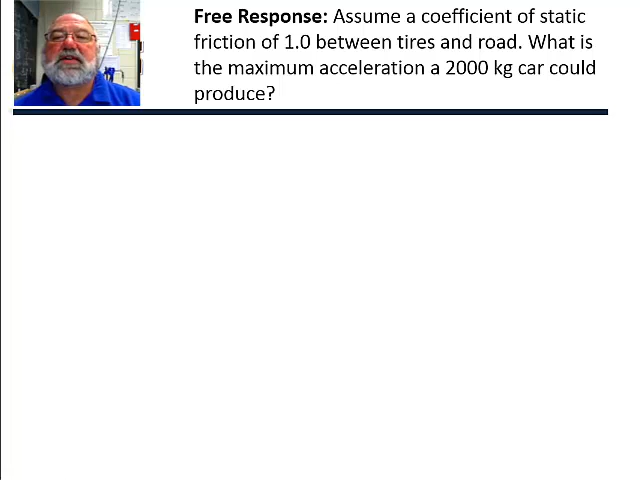 Free Response: Assume a coefficient of static
friction of 1.0 between tires and road. What is
the maximum acceleration a 2000 kg car could
produce?